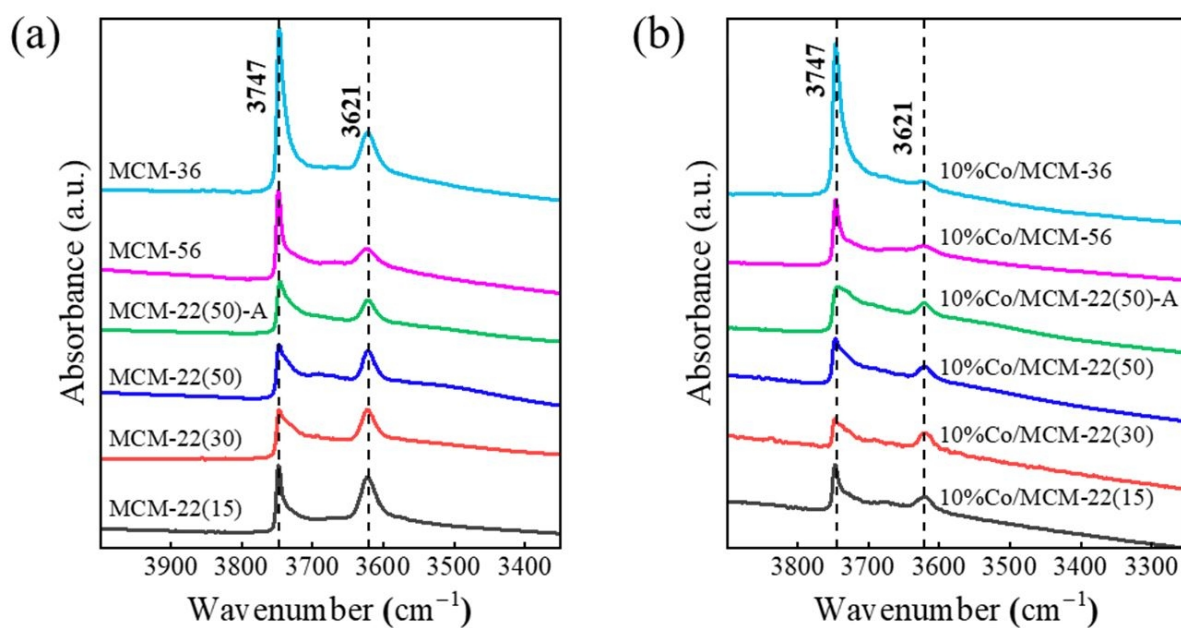 (a)
3747
3621
MCM-36
MCM-56
MCM-22(50)-A
MCM-22(50)
MCM-22(30)
MCM-22(15)
Absorbance (a.u.)
3900 3800 3700 3600 3500 3400
Wavenumber (cm⁻¹)
(b)
3747
3621
10%Co/MCM-36
10%Co/MCM-56
10%Co/MCM-22(50)-A
10%Co/MCM-22(50)
10%Co/MCM-22(30)
10%Co/MCM-22(15)
Absorbance (a.u.)
3800 3700 3600 3500 3400 3300
Wavenumber (cm⁻¹)